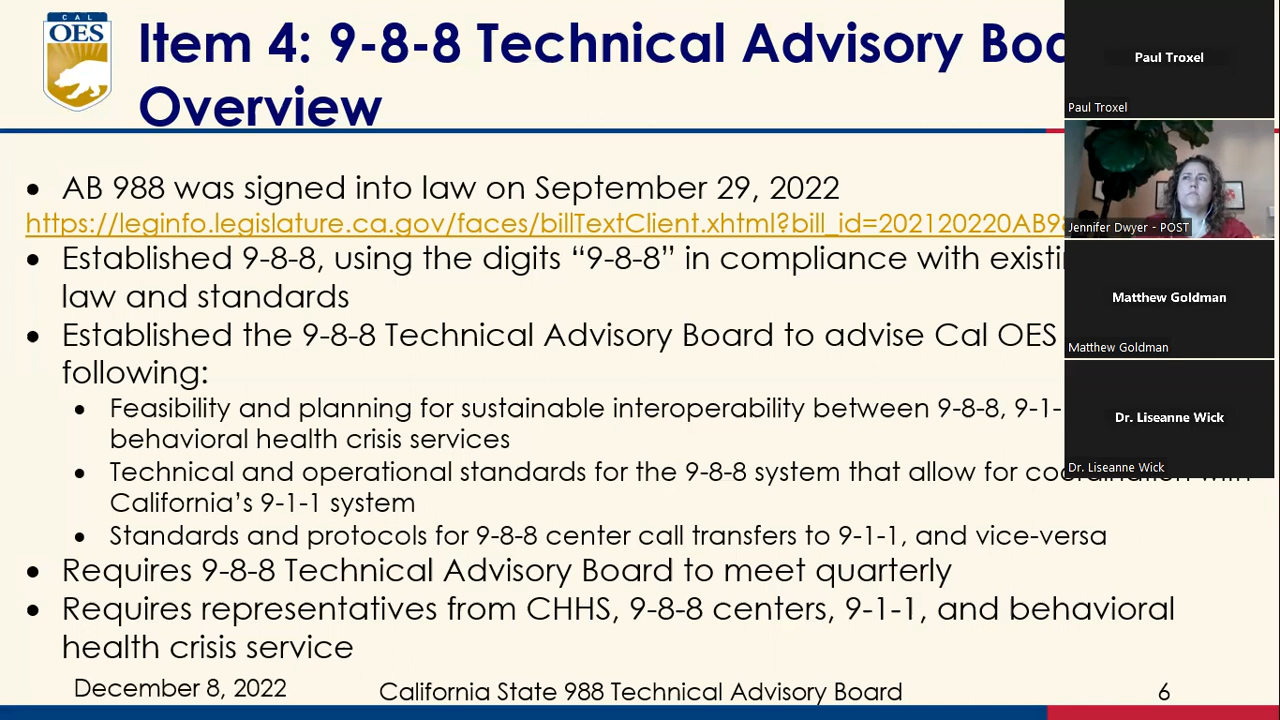 CAL
OES
Item 4: 9-8-8 Technical Advisory
Overview
• AB 988 was signed into law on September 29, 2022
https://leginfo.legislature.ca.gov/faces/billTextClient.xhtml?bill_id=202120220AB9
• Established 9-8-8, using the digits “9-8-8” in compliance with
law and standards
• Established the 9-8-8 Technical Advisory Board to advise Cal OES
following:
• Feasibility and planning for sustainable interoperability between 9-8-8, 9-1-
behavioral health crisis services
• Technical and operational standards for the 9-8-8 system that allow for
California’s 9-1-1 system
• Standards and protocols for 9-8-8 center call transfers to 9-1-1, and vice-versa
• Requires 9-8-8 Technical Advisory Board to meet quarterly
• Requires representatives from CHHS, 9-8-8 centers, 9-1-1, and behavioral
health crisis service
December 8, 2022
California State 988 Technical Advisory Board
6
Paul Troxel
Paul Troxel
Jennifer Dwyer - POST
Matthew Goldman
Matthew Goldman
Dr. Liseanne Wick
Dr. Liseanne Wick